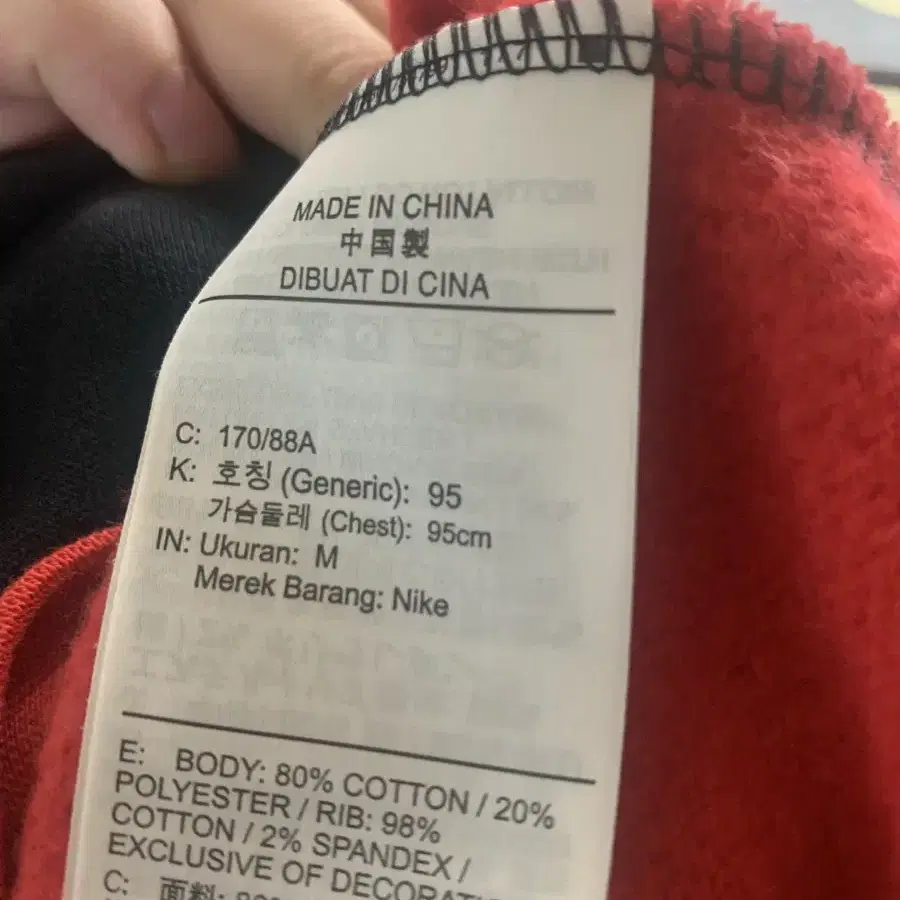 MADE IN CHINA
中国製
DIBUAT DI CINA
C: 170/88A
K: 호칭 (Generic): 95
가슴둘레 (Chest): 95cm
IN: Ukuran: M
Merek Barang: Nike
E: BODY: 80% COTTON / 20%
POLYESTER / RIB: 98%
COTTON / 2% SPANDEX /
EXCLUSIVE OF
C: 面料: